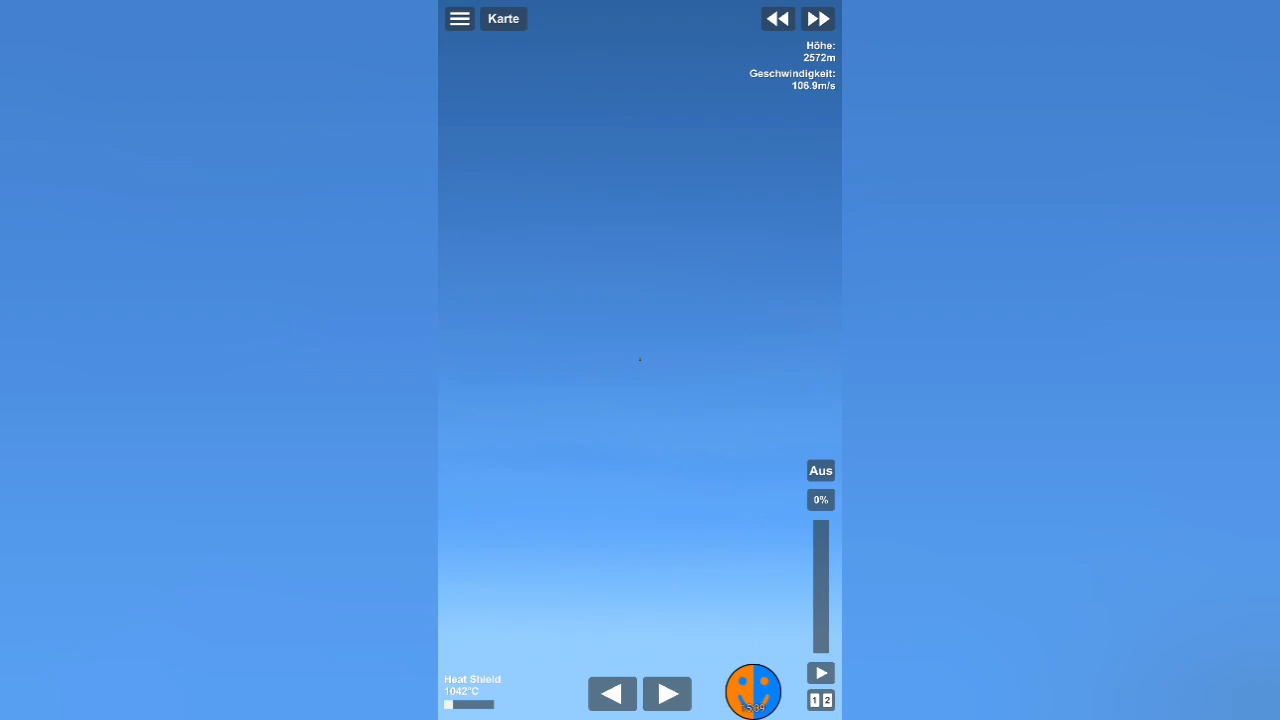 Karte
Höhe:
2572m
Geschwindigkeit:
106.9m/s
Aus
0%
Heat Shield
1042°C
1 2